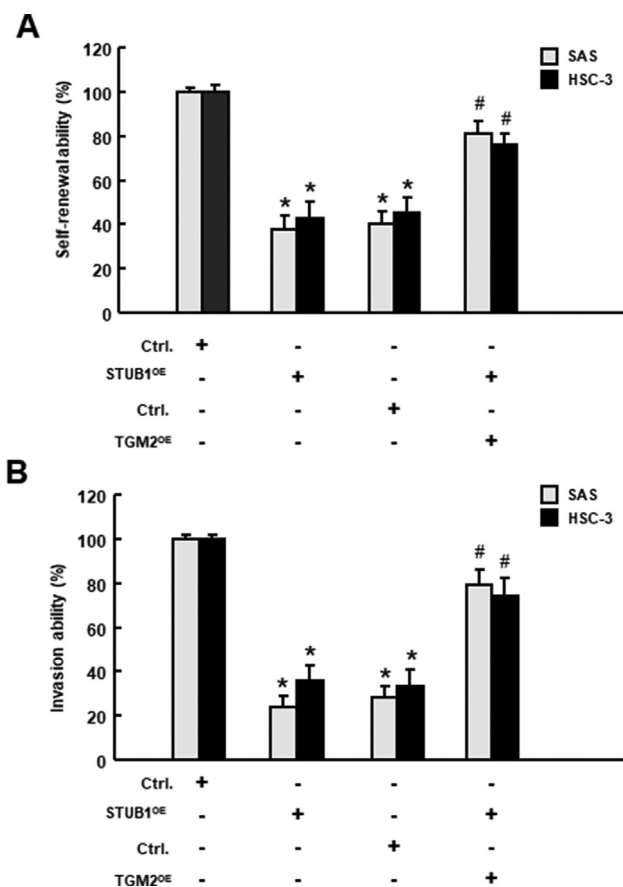 A
Self-renewal ability (%)
120
100
80
60
40
20
0
SAS
HSC-3
* * * * # #
Ctrl. + - - -
STUB1OE - + - +
Ctrl. - - + -
TGM2OE - - - +
B
Invasion ability (%)
120
100
80
60
40
20
0
SAS
HSC-3
* * * * # #
Ctrl. + - - -
STUB1OE - + - +
Ctrl. - - + -
TGM2OE - - - +